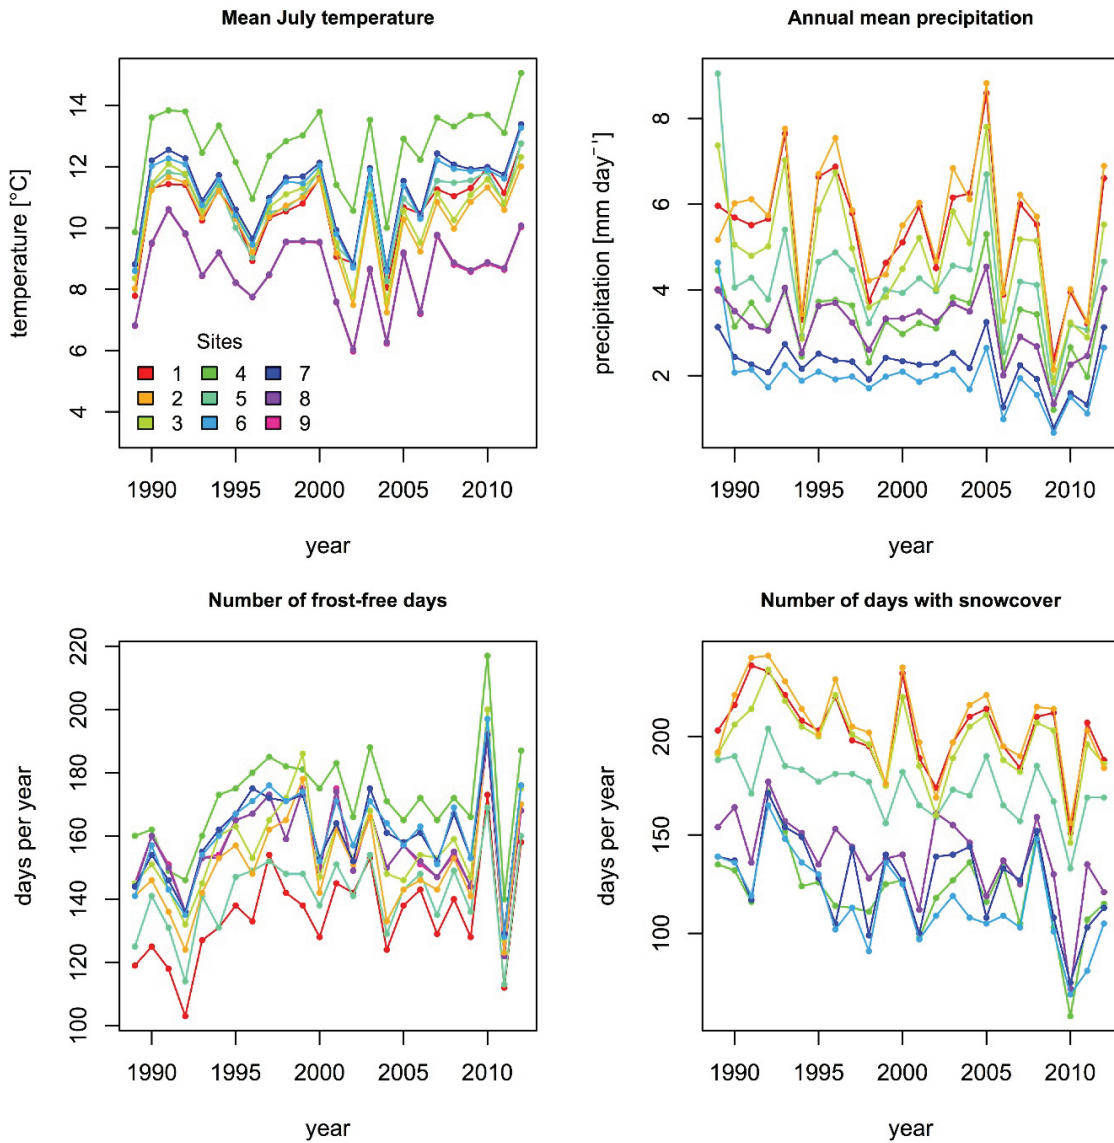 Mean July temperature
temperature [°C]
14
12
10
8
6
4
Sites
1 4 7
2 5 8
3 6 9
1990 1995 2000 2005 2010
year
Annual mean precipitation
precipitation [mm day⁻¹]
8
6
4
2
1990 1995 2000 2005 2010
year
Number of frost-free days
days per year
220
200
180
160
140
120
100
1990 1995 2000 2005 2010
year
Number of days with snowcover
days per year
200
150
100
1990 1995 2000 2005 2010
year